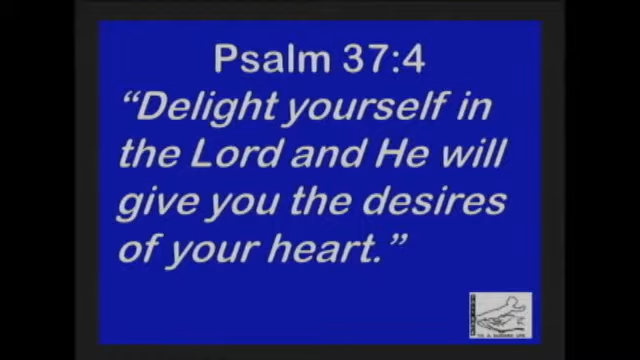 Psalm 37:4
“Delight yourself in
the Lord and He will
give you the desires
of your heart.”